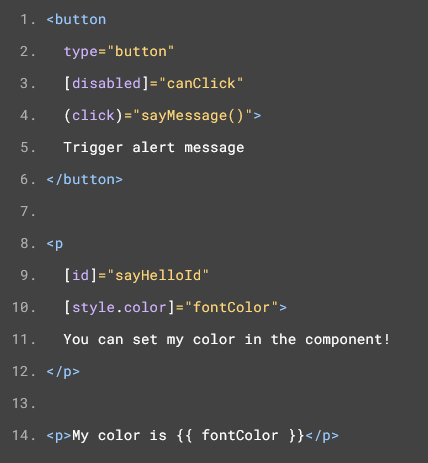 1. <button
2.   type="button"
3.   [disabled]="canClick"
4.   (click)="sayMessage()">
5.   Trigger alert message
6. </button>
7.
8. <p
9.   [id]="sayHelloId"
10.   [style.color]="fontColor">
11.   You can set my color in the component!
12. </p>
13.
14. <p>My color is {{ fontColor }}</p>